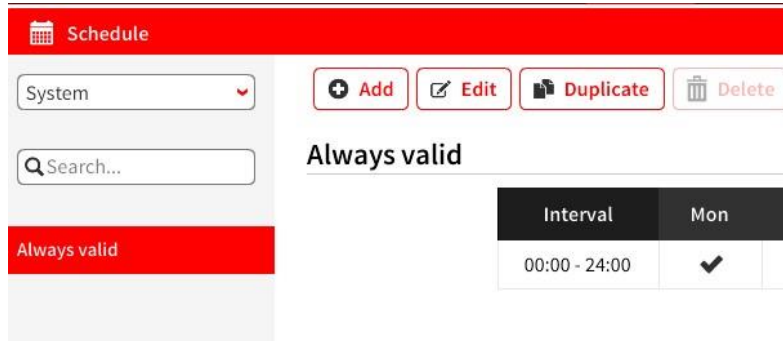 Schedule
System
Add Edit Duplicate Delete
Search...
Always valid
Always valid
Interval Mon
00:00 - 24:00